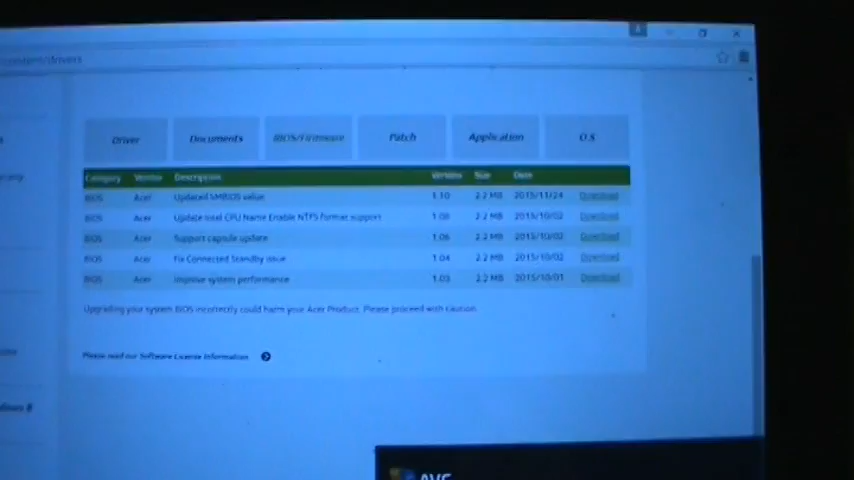 Driver Documents BIOS/Firmware Patch Application O.S
Category Vendor Description Version Size Date
BIOS Acer Updated SMBIOS value 1.10 2.2 MB 2015/11/24 Download
BIOS Acer Update Intel CPU Name Enable NTFS format support 1.08 2.2 MB 2015/10/02 Download
BIOS Acer Support capsule update 1.06 2.2 MB 2015/10/02 Download
BIOS Acer Fix Connected Standby issue 1.04 2.2 MB 2015/10/02 Download
BIOS Acer Improve system performance 1.03 2.2 MB 2015/10/01 Download
Upgrading your system BIOS incorrectly could harm your Acer Product. Please proceed with caution.
Please read our Software License Information.